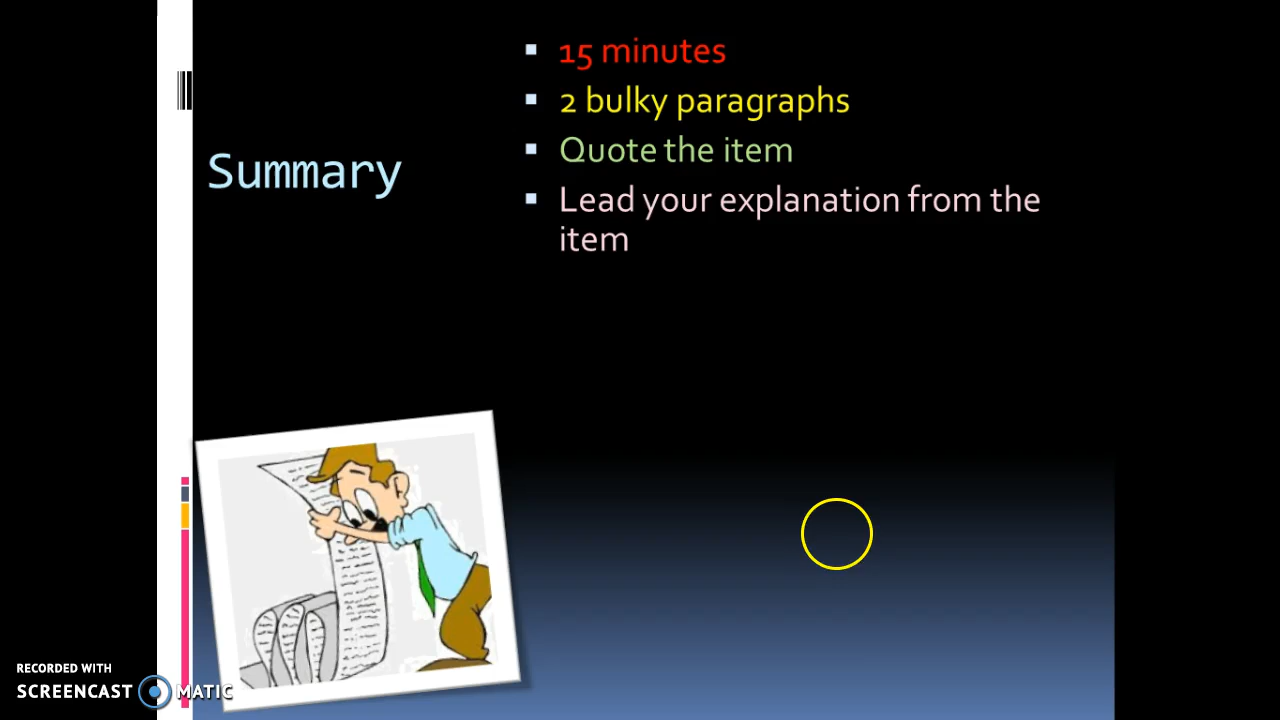 15 minutes
2 bulky paragraphs
Quote the item
Summary
Lead your explanation from the
item
RECORDED WITH
SCREENCAST MATIC